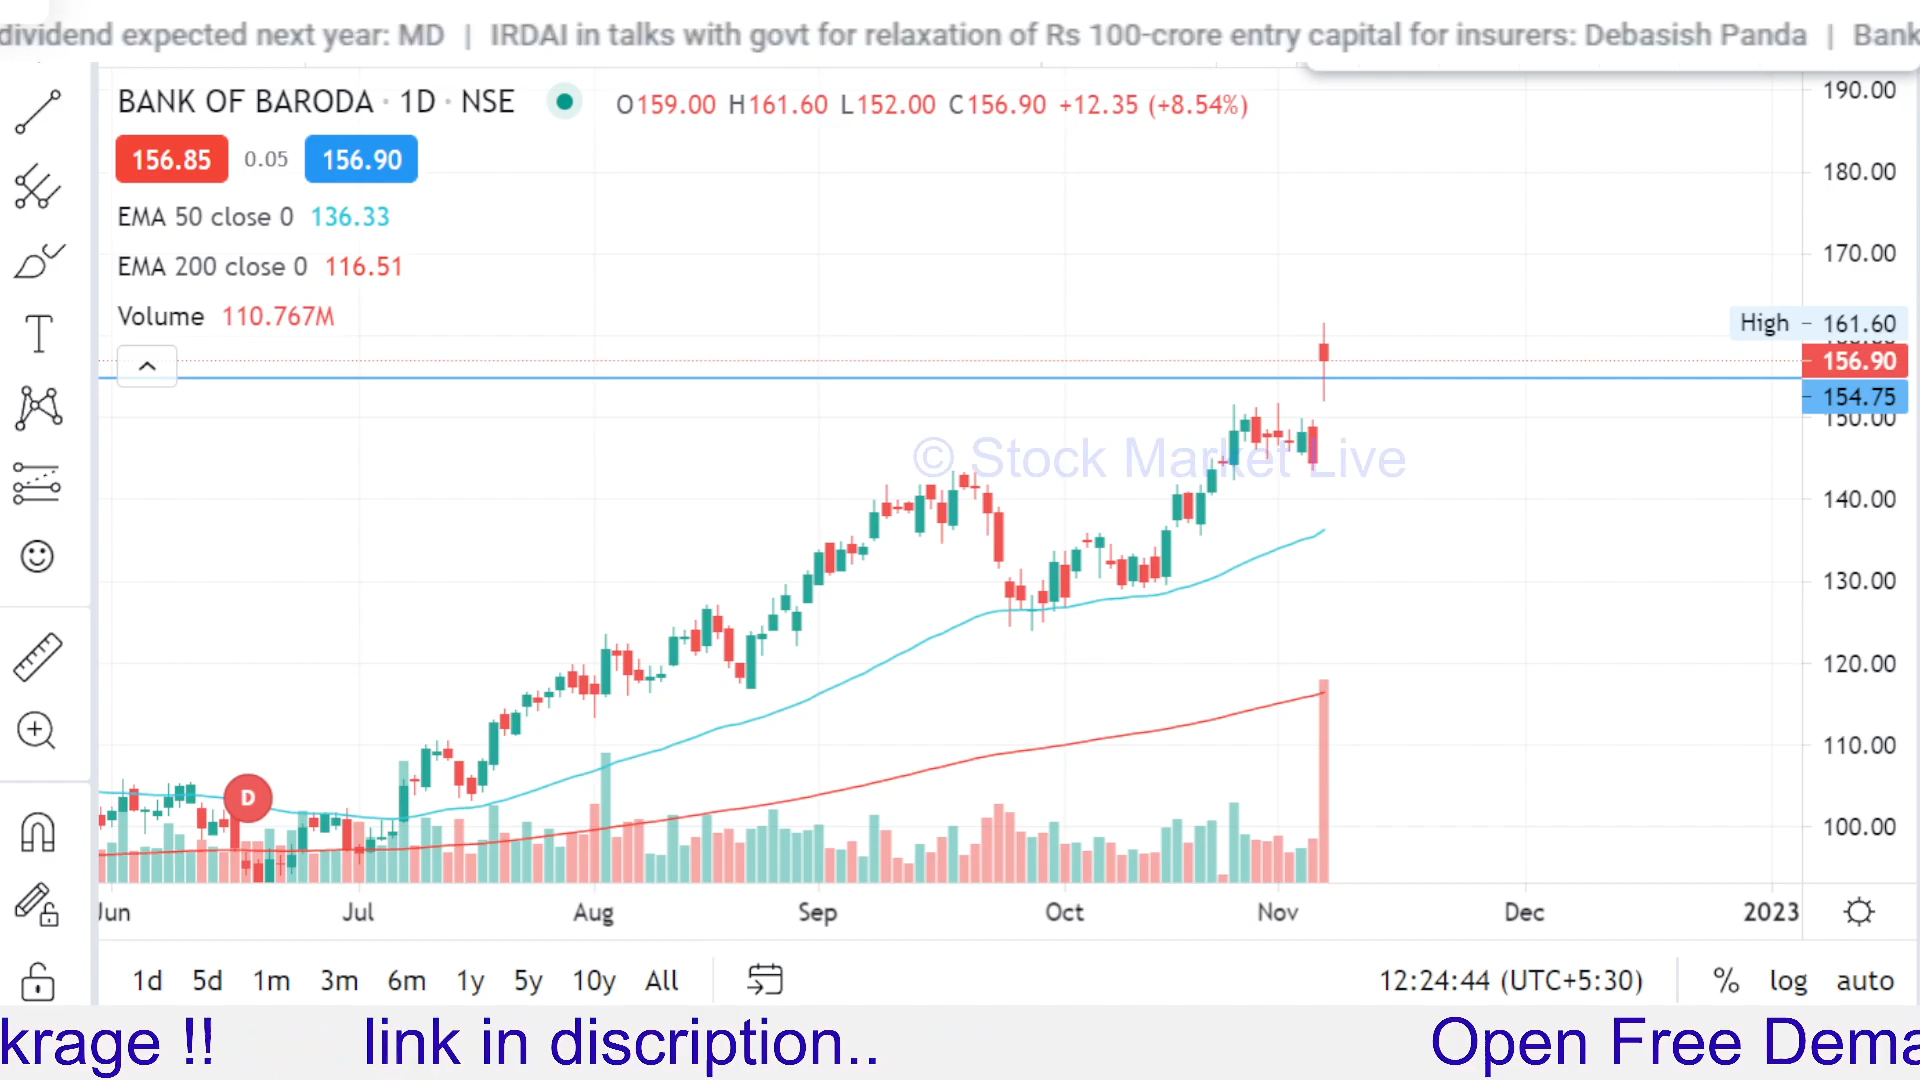 dividend expected next year: MD | IRDAI in talks with govt for relaxation of Rs 100-crore entry capital for insurers: Debasish Panda | Bank
BANK OF BARODA · 1D · NSE O159.00 H161.60 L152.00 C156.90 +12.35 (+8.54%)
156.85 0.05 156.90
EMA 50 close 0 136.33
EMA 200 close 0 116.51
Volume 110.767M
190.00
180.00
170.00
High 161.60
156.90
154.75
150.00
140.00
130.00
120.00
110.00
100.00
© Stock Market Live
D
Jun Jul Aug Sep Oct Nov Dec 2023
1d 5d 1m 3m 6m 1y 5y 10y All 12:24:44 (UTC+5:30) % log auto
krage !! link in discription.. Open Free Dema